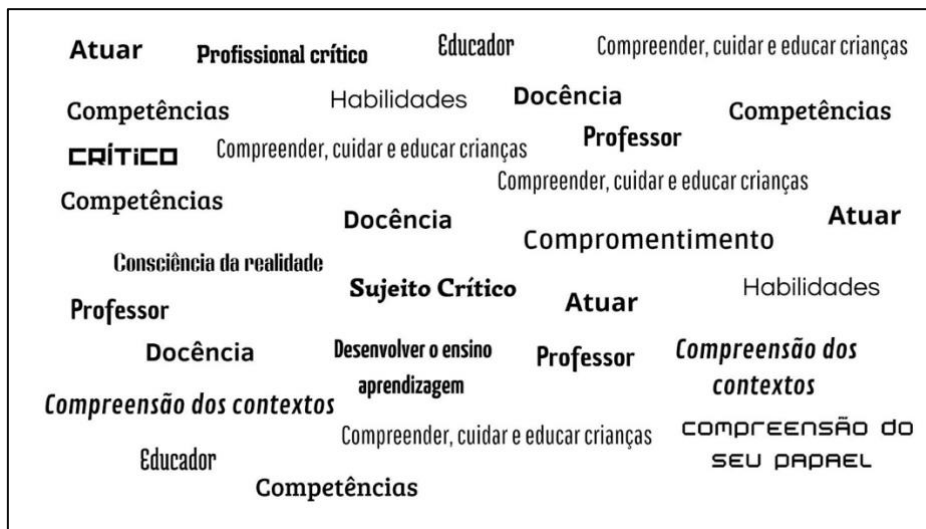 Atuar
Profissional crítico
Educador
Compreender, cuidar e educar crianças
Competências
Habilidades
Docência
Competências
CRÍTiCO
Compreender, cuidar e educar crianças
Professor
Compreender, cuidar e educar crianças
Competências
Docência
Atuar
Compromentimento
Consciência da realidade
Sujeito Crítico
Atuar
Habilidades
Professor
Docência
Desenvolver o ensino
aprendizagem
Professor
Compreensão dos
contextos
Compreensão dos contextos
Compreender, cuidar e educar crianças
compreensão do
seu papael
Educador
Competências